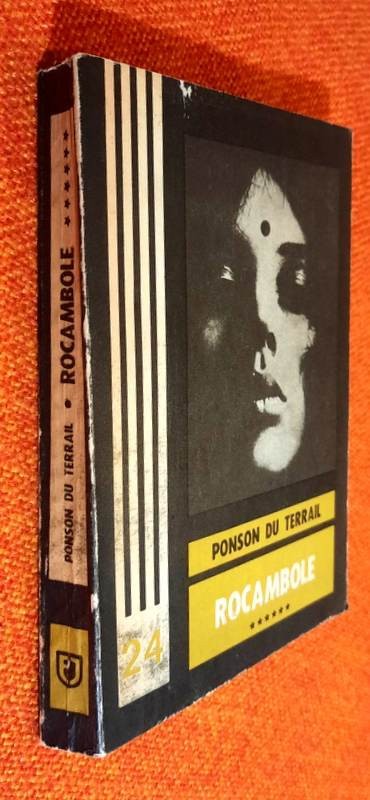 PONSON DU TERRAIL • ROCAMBOLE ******
24
PONSON DU TERRAIL
ROCAMBOLE
******